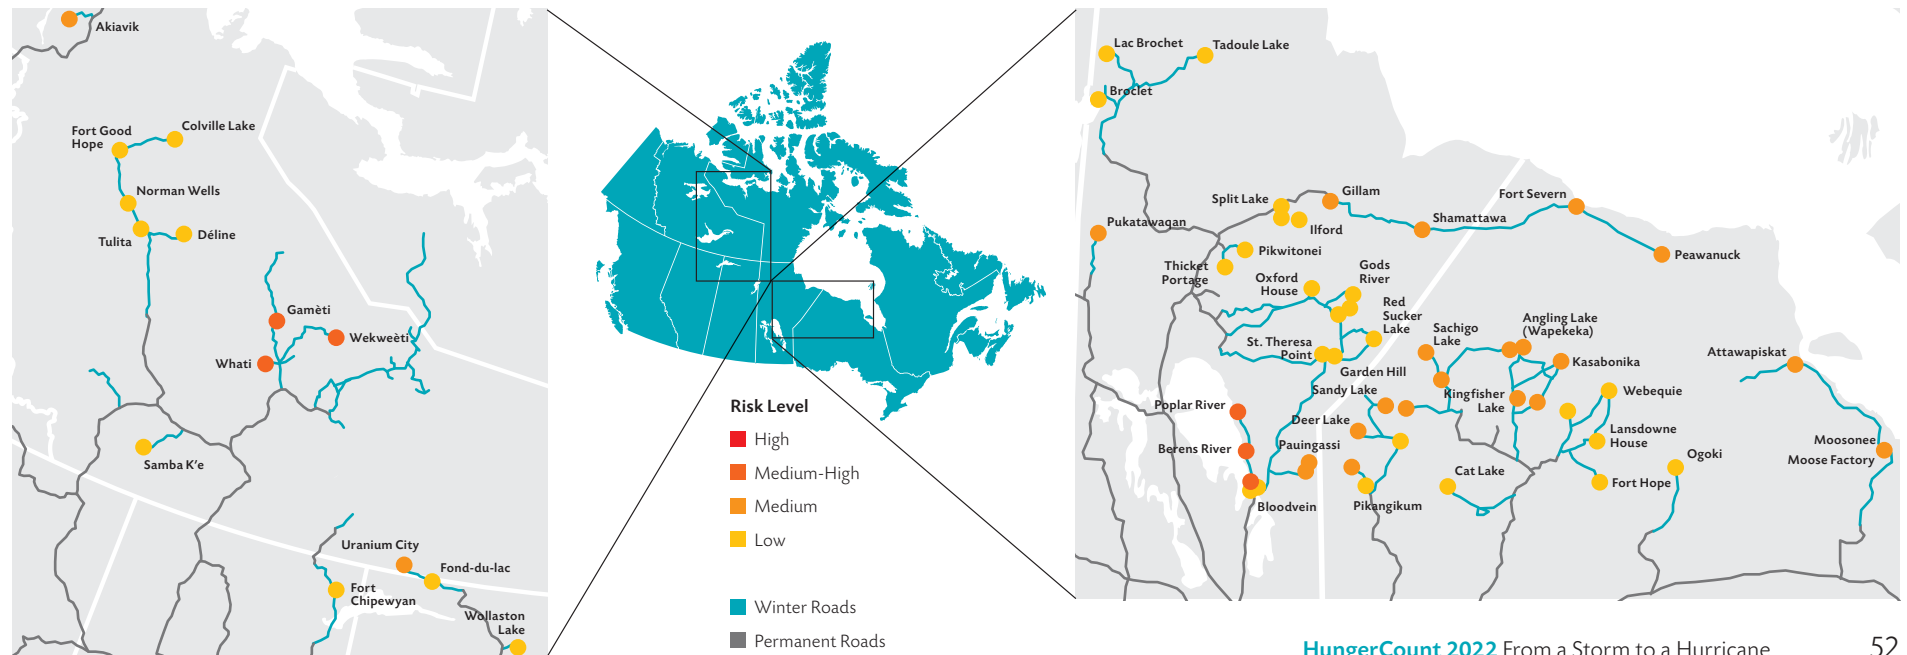 Akiavik
Fort Good
Hope
Colville Lake
Norman Wells
Tulita
Déline
Gamètì
Wekweètì
Whati
Samba K'e
Uranium City
Fond-du-lac
Fort
Chipewyan
Wollaston
Lake
Risk Level
High
Medium-High
Medium
Low
Winter Roads
Permanent Roads
Lac Brochet
Tadoule Lake
Broclet
Pukatawagan
Split Lake
Gillam
Ilford
Shamattawa
Fort Severn
Peawanuck
Pikwitonei
Thicket
Portage
Oxford
House
Gods
River
Red
Sucker
Lake
St. Theresa
Point
Garden Hill
Sachigo
Lake
Angling Lake
(Wapekeka)
Kasabonika
Attawapiskat
Sandy Lake
Kingfisher
Lake
Webequie
Poplar River
Deer Lake
Berens River
Pauingassi
Lansdowne
House
Ogoki
Moosonee
Moose Factory
Cat Lake
Fort Hope
Bloodvein
Pikangikum
HungerCount 2022 From a Storm to a Hurricane 52